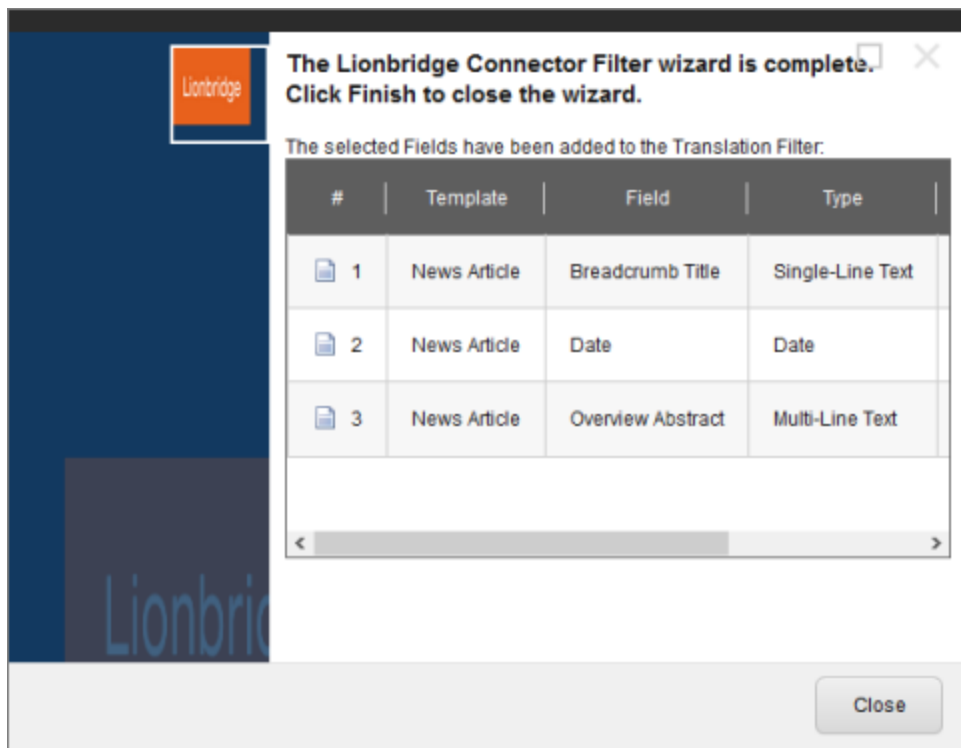 Lionbridge
The Lionbridge Connector Filter wizard is complete.
Click Finish to close the wizard.
The selected Fields have been added to the Translation Filter:
# Template Field Type
1 News Article Breadcrumb Title Single-Line Text
2 News Article Date Date
3 News Article Overview Abstract Multi-Line Text
Lionbrid
Close